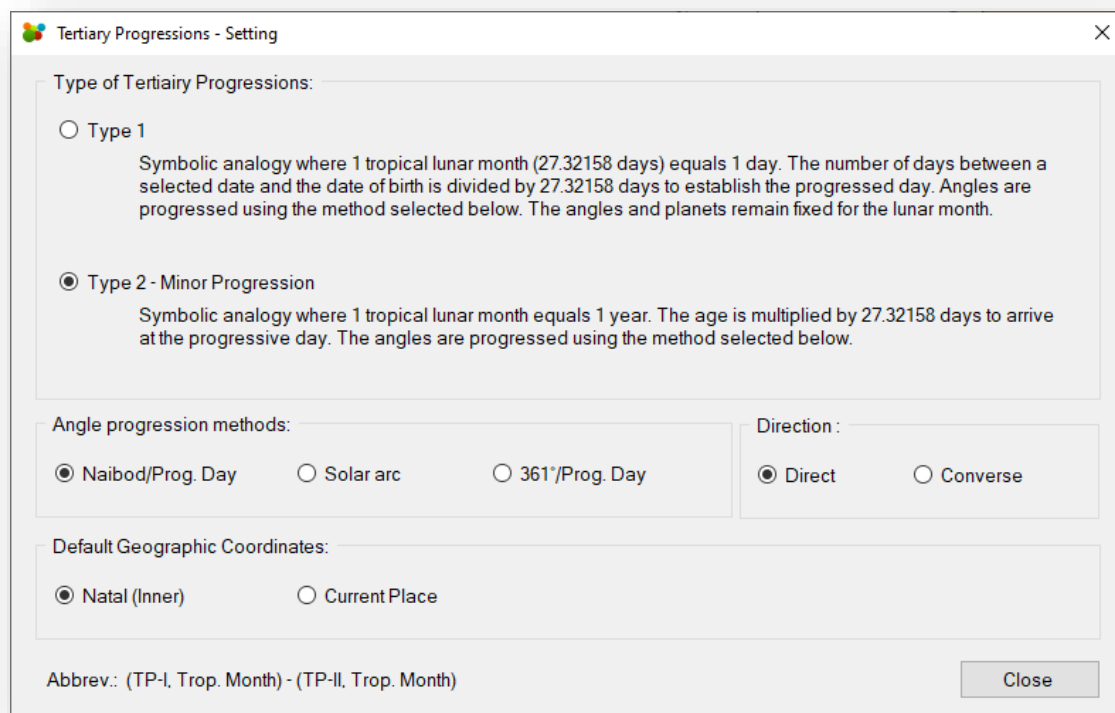 Tertiary Progressions - Setting
Type of Tertiairy Progressions:
Type 1
Symbolic analogy where 1 tropical lunar month (27.32158 days) equals 1 day. The number of days between a
selected date and the date of birth is divided by 27.32158 days to establish the progressed day. Angles are
progressed using the method selected below. The angles and planets remain fixed for the lunar month.
Type 2 - Minor Progression
Symbolic analogy where 1 tropical lunar month equals 1 year. The age is multiplied by 27.32158 days to arrive
at the progressive day. The angles are progressed using the method selected below.
Angle progression methods:
Naibod/Prog. Day
Solar arc
361°/Prog. Day
Direction :
Direct
Converse
Default Geographic Coordinates:
Natal (Inner)
Current Place
Abbrev.: (TP-I, Trop. Month) - (TP-II, Trop. Month)
Close